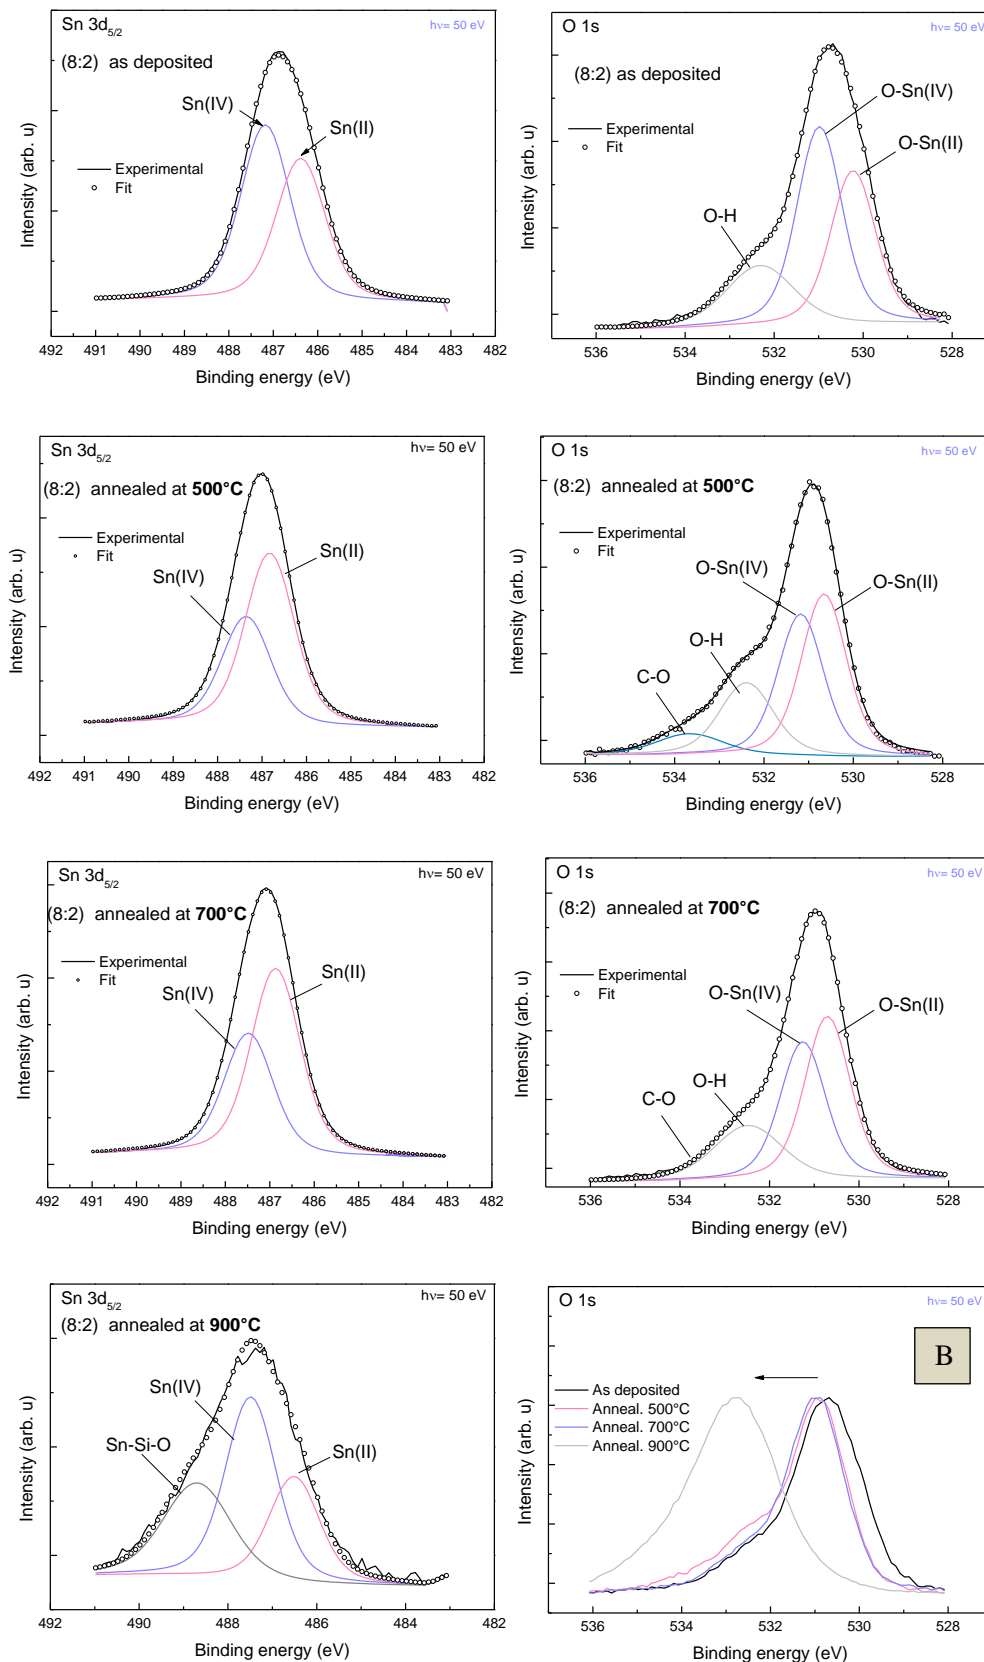 Sn 3d5/2
hν= 50 eV
(8:2) as deposited
Sn(IV)
Sn(II)
Experimental
Fit
Intensity (arb. u)
492 491 490 489 488 487 486 485 484 483 482
Binding energy (eV)
O 1s
hν= 50 eV
(8:2) as deposited
O-Sn(IV)
O-Sn(II)
O-H
Experimental
Fit
Intensity (arb. u)
536 534 532 530 528
Binding energy (eV)
Sn 3d5/2
hν= 50 eV
(8:2) annealed at 500°C
Experimental
Fit
Sn(II)
Sn(IV)
Intensity (arb. u)
492 491 490 489 488 487 486 485 484 483 482
Binding energy (eV)
O 1s
hν= 50 eV
(8:2) annealed at 500°C
Experimental
Fit
O-Sn(IV)
O-Sn(II)
O-H
C-O
Intensity (arb. u)
536 534 532 530 528
Binding energy (eV)
Sn 3d5/2
hν= 50 eV
(8:2) annealed at 700°C
Experimental
Fit
Sn(II)
Sn(IV)
Intensity (arb. u)
492 491 490 489 488 487 486 485 484 483 482
Binding energy (eV)
O 1s
hν= 50 eV
(8:2) annealed at 700°C
Experimental
Fit
O-Sn(IV)
O-Sn(II)
O-H
C-O
Intensity (arb. u)
536 534 532 530 528
Binding energy (eV)
Sn 3d5/2
hν= 50 eV
(8:2) annealed at 900°C
Sn(IV)
Sn-Si-O
Sn(II)
Intensity (arb. u)
492 490 488 486 484 482
Binding energy (eV)
O 1s
hν= 50 eV
B
As deposited
Anneal. 500°C
Anneal. 700°C
Anneal. 900°C
Intensity (arb. u)
536 534 532 530 528
Binding energy (eV)